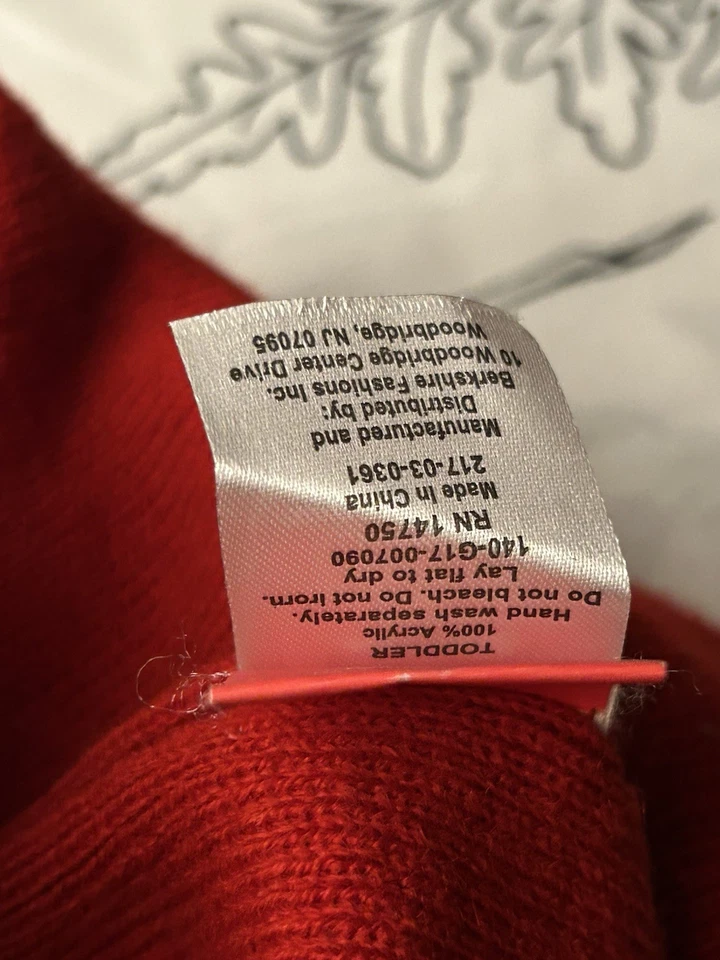 TODDLER
100% Acrylic
Hand wash separately.
Do not bleach. Do not irorn.
Lay flat to dry
140-G17-007090
RN 14750
Made In China
217-03-0361
Manufactured and
Distributed by:
Berkshire Fashions Inc.
10 Woodbridge Center Drive
Woodbridge, NJ 07095